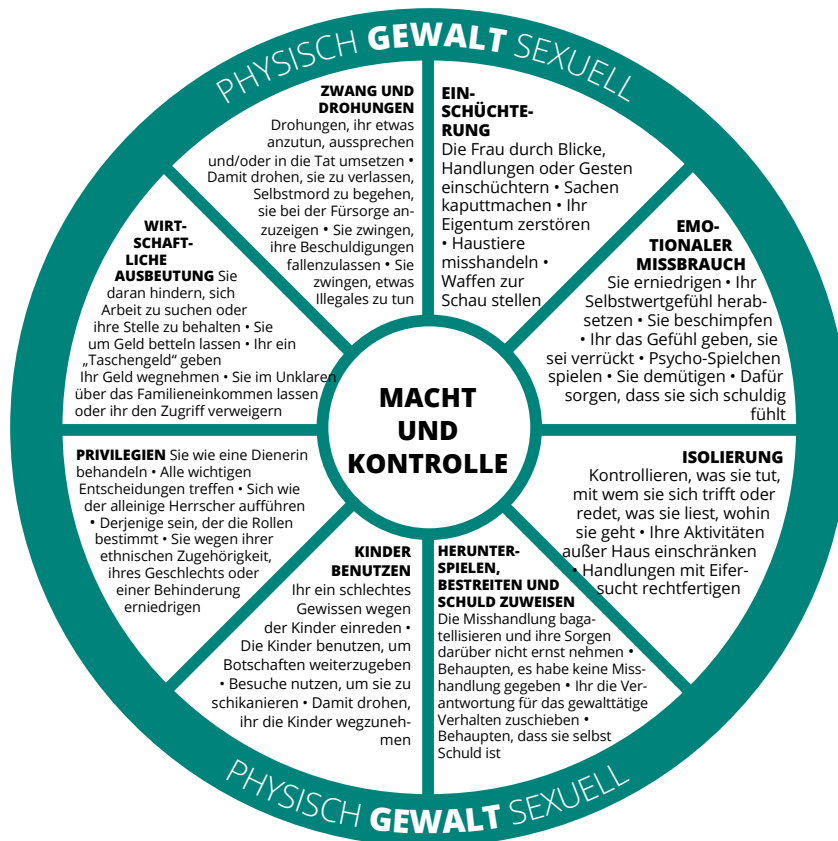 PHYSISCH GEWALT SEXUELL
ZWANG UND
DROHUNGEN
Drohungen, ihr etwas
anzutun, aussprechen
und/oder in die Tat umsetzen •
Damit drohen, sie zu verlassen,
Selbstmord zu begehen,
sie bei der Fürsorge an-
zuzeigen • Sie zwingen,
ihre Beschuldigungen
fallenzulassen • Sie
zwingen, etwas
Illegales zu tun
EIN-
SCHÜCHTE-
RUNG
Die Frau durch Blicke,
Handlungen oder Gesten
einschüchtern • Sachen
kaputtmachen • Ihr
Eigentum zerstören
• Haustiere
misshandeln •
Waffen zur
Schau stellen
EMO-
TIONALER
MISSBRAUCH
Sie erniedrigen • Ihr
Selbstwertgefühl herab-
setzen • Sie beschimpfen
• Ihr das Gefühl geben, sie
sei verrückt • Psycho-Spielchen
spielen • Sie demütigen • Dafür
sorgen, dass sie sich schuldig
fühlt
ISOLIERUNG
Kontrollieren, was sie tut,
mit wem sie sich trifft oder
redet, was sie liest, wohin
sie geht • Ihre Aktivitäten
außer Haus einschränken
• Handlungen mit Eifer-
sucht rechtfertigen
HERUNTER-
SPIELEN,
BESTREITEN UND
SCHULD ZUWEISEN
Die Misshandlung baga-
tellisieren und ihre Sorgen
darüber nicht ernst nehmen •
Behaupten, es habe keine Miss-
handlung gegeben • Ihr die Ver-
antwortung für das gewalttätige
Verhalten zuschieben •
Behaupten, dass sie selbst
Schuld ist
KINDER
BENUTZEN
Ihr ein schlechtes
Gewissen wegen
der Kinder einreden •
Die Kinder benutzen, um
Botschaften weiterzugeben
• Besuche nutzen, um sie zu
schikanieren • Damit drohen,
ihr die Kinder wegzuneh-
men
PRIVILEGIEN Sie wie eine Dienerin
behandeln • Alle wichtigen
Entscheidungen treffen • Sich wie
der alleinige Herrscher aufführen
• Derjenige sein, der die Rollen
bestimmt • Sie wegen ihrer
ethnischen Zugehörigkeit,
ihres Geschlechts oder
einer Behinderung
erniedrigen
WIRT-
SCHAFT-
LICHE
AUSBEUTUNG Sie
daran hindern, sich
Arbeit zu suchen oder
ihre Stelle zu behalten • Sie
um Geld betteln lassen • Ihr ein
„Taschengeld“ geben
Ihr Geld wegnehmen • Sie im Unklaren
über das Familieneinkommen lassen
oder ihr den Zugriff verweigern
MACHT
UND
KONTROLLE
PHYSISCH GEWALT SEXUELL